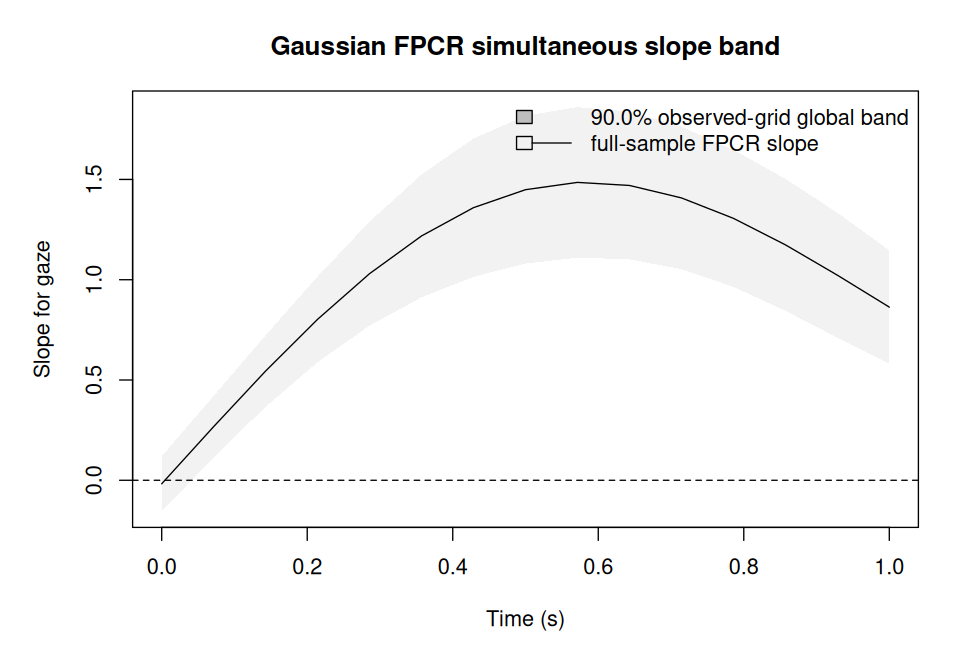 Gaussian FPCR simultaneous slope band
90.0% observed-grid global band
full-sample FPCR slope
Slope for gaze
1.5
1.0
0.5
0.0
0.0 0.2 0.4 0.6 0.8 1.0
Time (s)